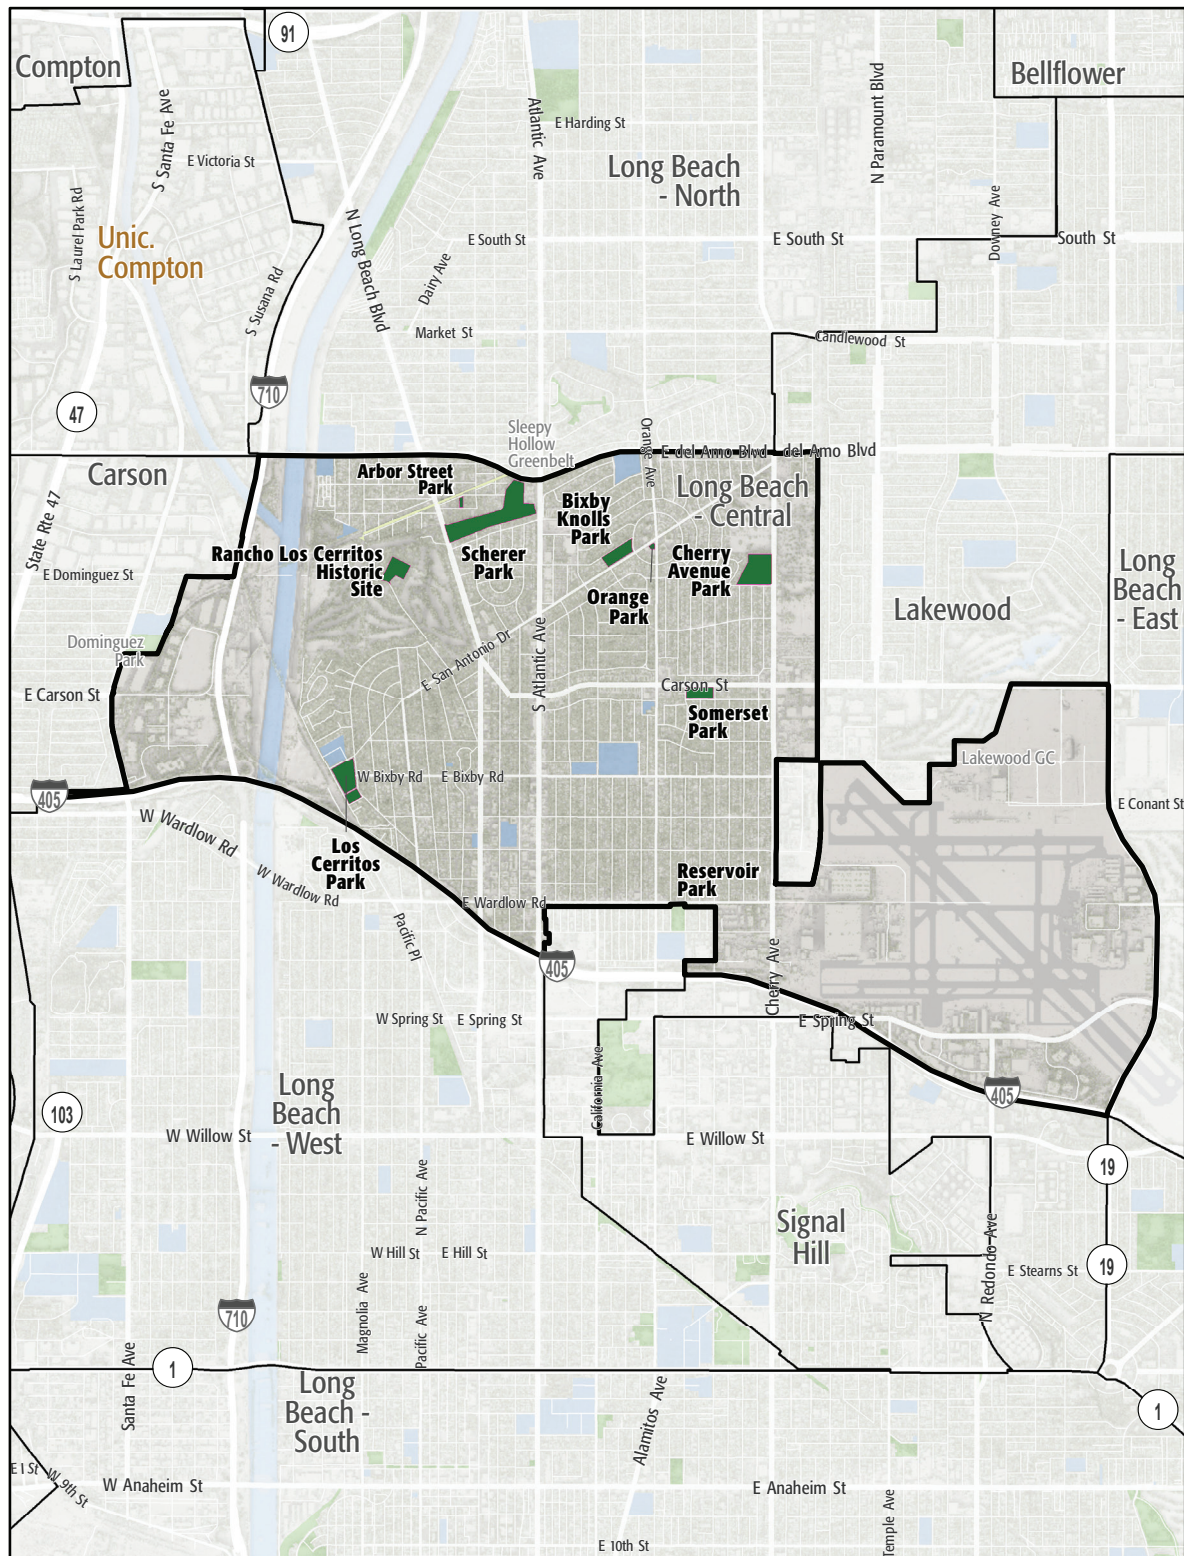 91
Compton
Bellflower
S Santa Fe Ave
Atlantic Ave
N Paramount Blvd
E Harding St
E Victoria St
Long Beach
- North
S Laurel Park Rd
Downey Ave
Unic.
Compton
N Long Beach Blvd
E South St
E South St
South St
Dairy Ave
S Susana Rd
Market St
Candlewood St
710
47
Sleepy
Hollow
Greenbelt
Orange Ave
E del Amo Blvd
del Amo Blvd
Carson
Arbor Street
Park
Long Beach
- Central
State Rte 47
Bixby
Knolls
Park
Rancho Los Cerritos
Historic
Site
Scherer
Park
Cherry
Avenue
Park
Long
Beach
- East
E Dominguez St
Orange
Park
Lakewood
Dominguez
Park
E San Antonio Dr
S Atlantic Ave
E Carson St
Carson St
Somerset
Park
Lakewood GC
W Bixby Rd
E Bixby Rd
405
E Conant St
W Wardlow Rd
Los
Cerritos
Park
W Wardlow Rd
Reservoir
Park
E Wardlow Rd
Pacific Pl
Cherry Ave
405
W Spring St
E Spring St
E Spring St
California Ave
Long
Beach
- West
405
103
W Willow St
E Willow St
19
N Pacific Ave
Signal
Hill
N Redondo Ave
W Hill St
E Hill St
19
E Stearns St
Magnolia Ave
710
Pacific Ave
Santa Fe Ave
1
Long
Beach -
South
Alamitos Ave
1
E I St
W 9th St
W Anaheim St
E Anaheim St
Temple Ave
E 10th St